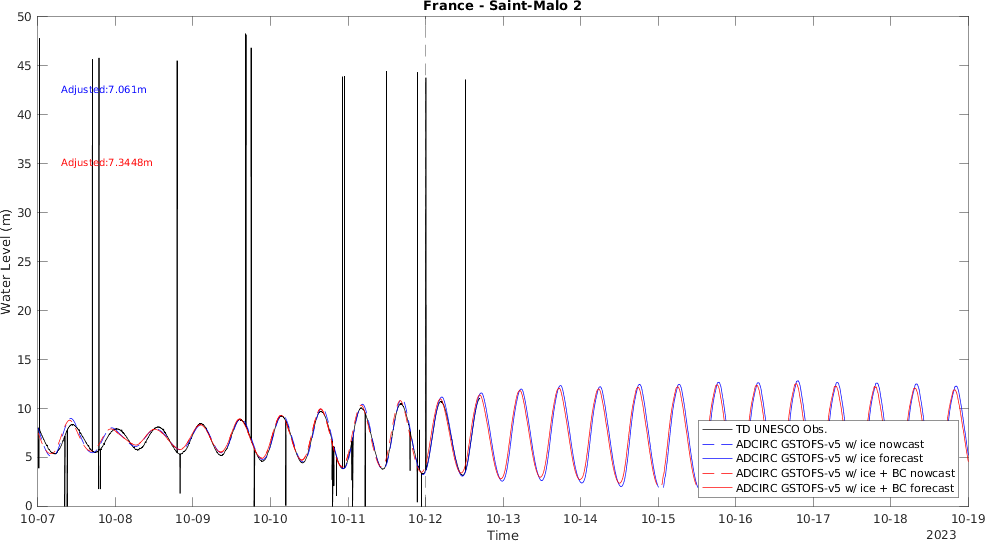 France - Saint-Malo 2
Water Level (m)
50
45
40
35
30
25
20
15
10
5
0
Adjusted:7.061m
Adjusted:7.3448m
TD UNESCO Obs.
ADCIRC GSTOFS-v5 w/ ice nowcast
ADCIRC GSTOFS-v5 w/ ice forecast
ADCIRC GSTOFS-v5 w/ ice + BC nowcast
ADCIRC GSTOFS-v5 w/ ice + BC forecast
10-07 10-08 10-09 10-10 10-11 10-12 10-13 10-14 10-15 10-16 10-17 10-18 10-19
Time
2023